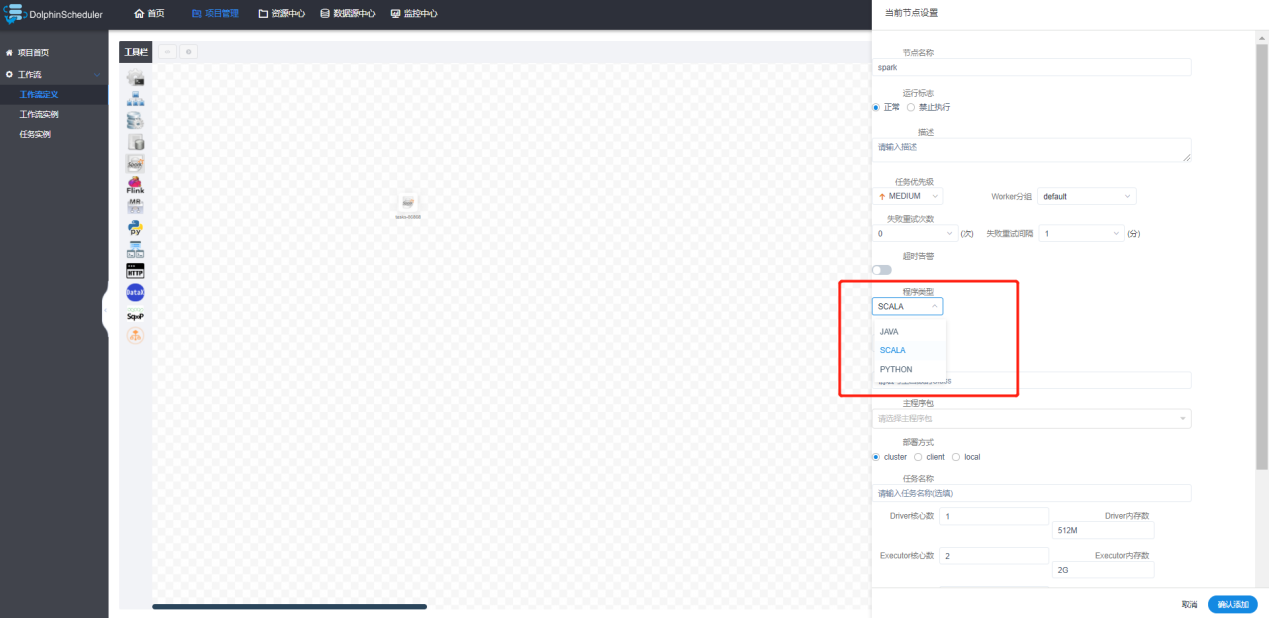 DolphinScheduler
首页
项目管理
资源中心
数据源中心
监控中心
当前节点设置
项目首页
工作流
工作流定义
工作流实例
任务实例
工具栏
Spark
Flink
MR
py
HTTP
DataX
Sqoop
节点名称
spark
运行标志
正常 禁止执行
描述
请输入描述
任务优先级
MEDIUM Worker分组 default
失败重试次数
0 (次) 失败重试间隔 1 (分)
超时告警
程序类型
SCALA
JAVA
SCALA
PYTHON
主程序包
请选择主程序包
部署方式
cluster client local
任务名称
请输入任务名称(选填)
Driver核心数 1 Driver内存数
512M
Executor核心数 2 Executor内存数
2G
取消 确认添加